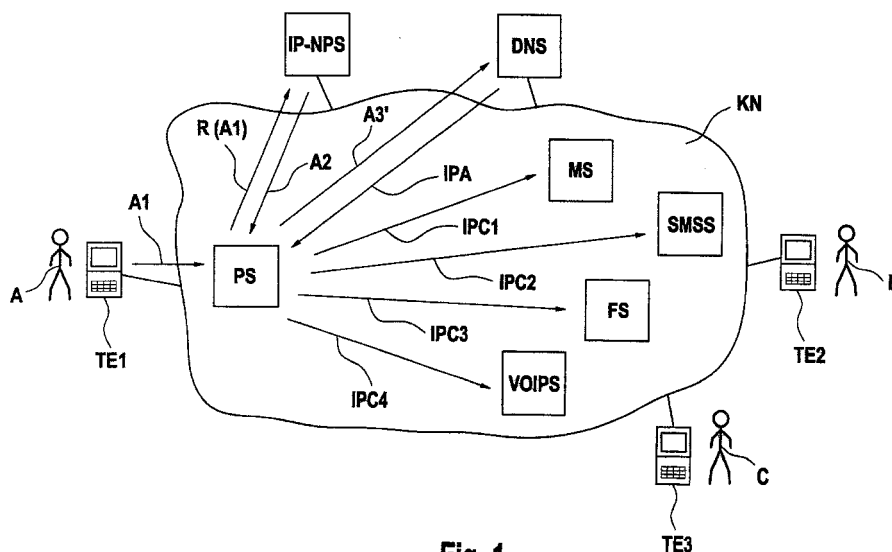 IP-NPS
DNS
KN
R (A1)
A2
A3'
IPA
MS
A1
IPC1
SMSS
A
PS
IPC2
FS
TE1
IPC3
TE2
IPC4
VOIPS
C
TE3
Fig. 1